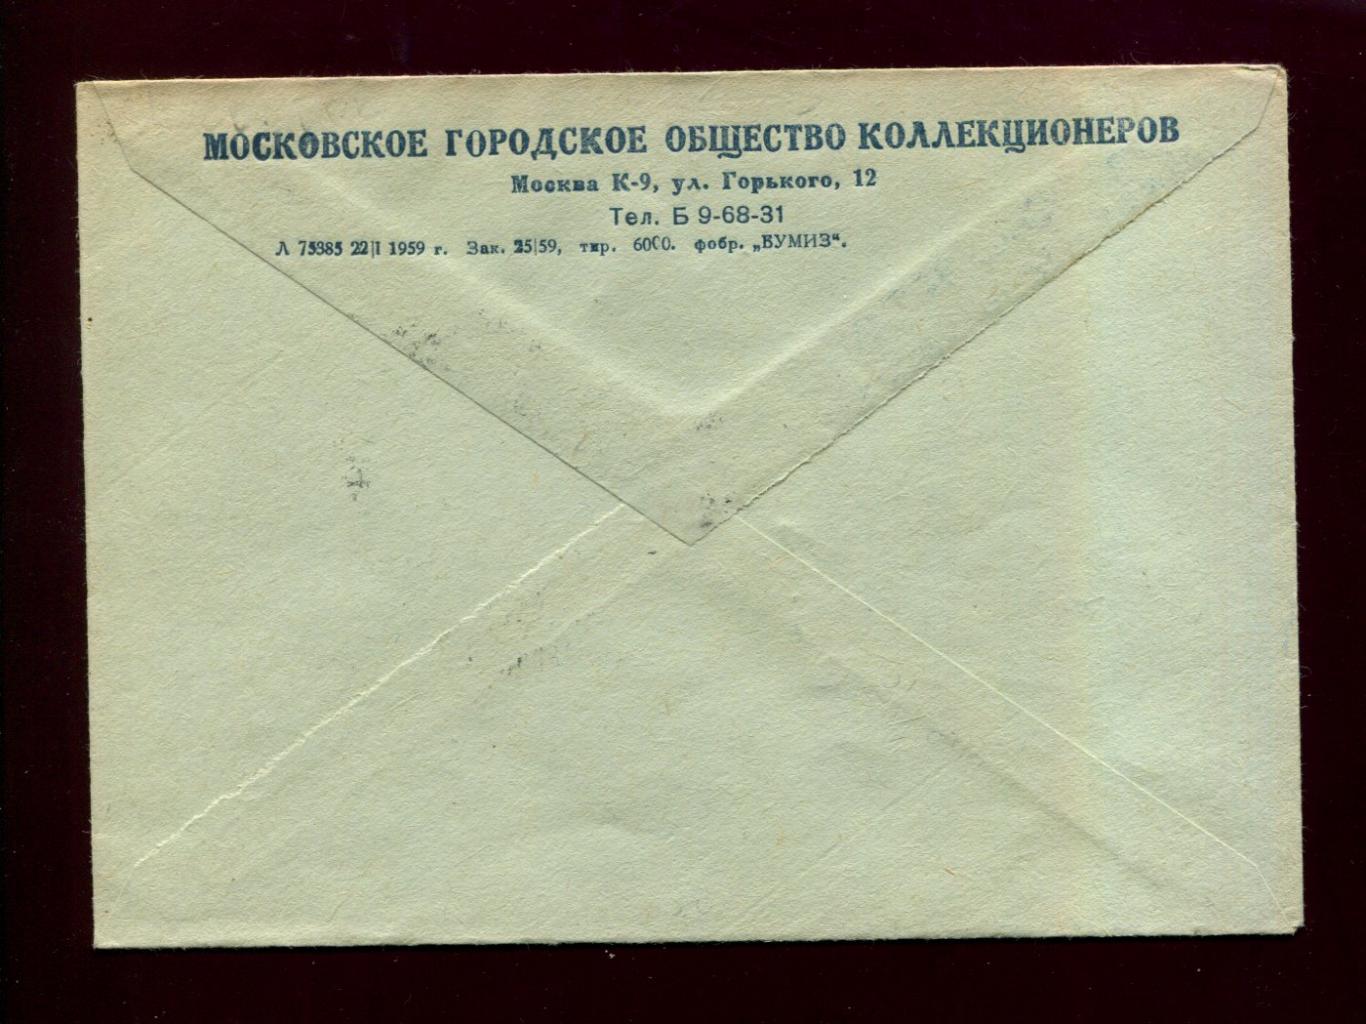 МОСКОВСКОЕ ГОРОДСКОЕ ОБЩЕСТВО КОЛЛЕКЦИОНЕРОВ
Москва К-9, ул. Горького, 12
Тел. Б 9-68-31
Л 75385 22|I 1959 г. Зак. 25|59, тир. 6000. фобр. „БУМИЗ“.